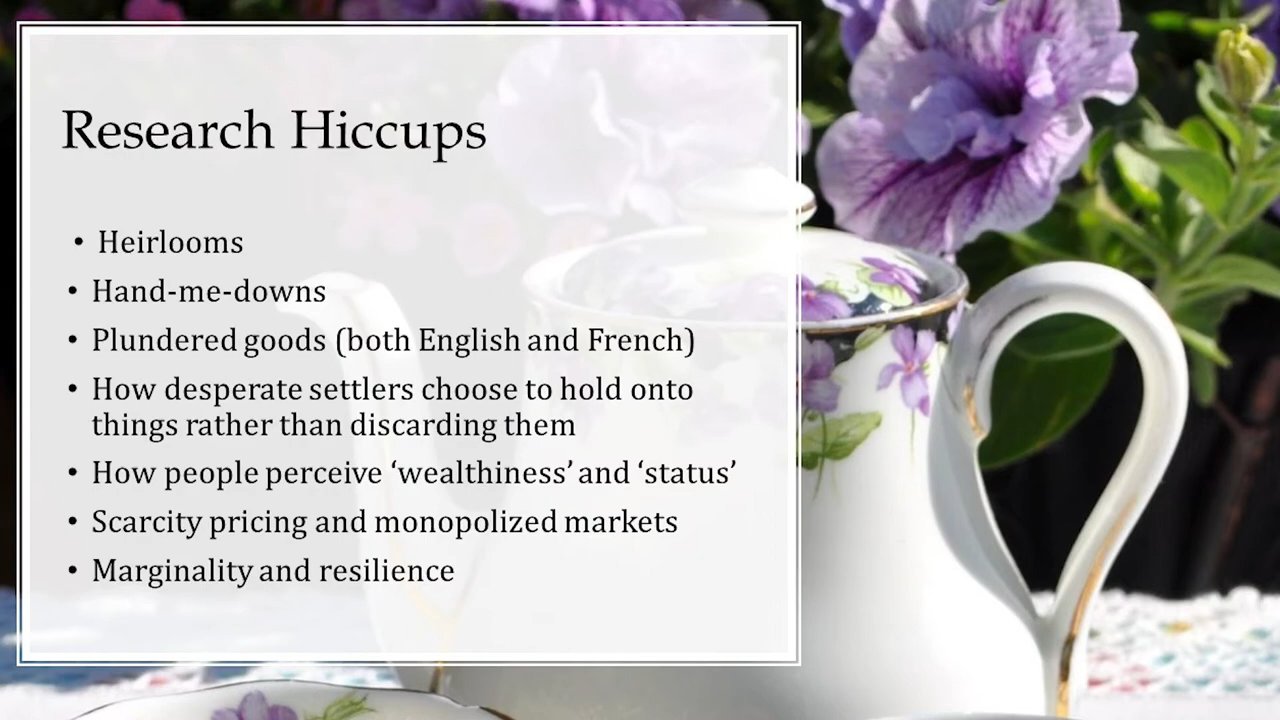 Research Hiccups
• Heirlooms
• Hand-me-downs
• Plundered goods (both English and French)
• How desperate settlers choose to hold onto
things rather than discarding them
• How people perceive ‘wealthiness’ and ‘status’
• Scarcity pricing and monopolized markets
• Marginality and resilience